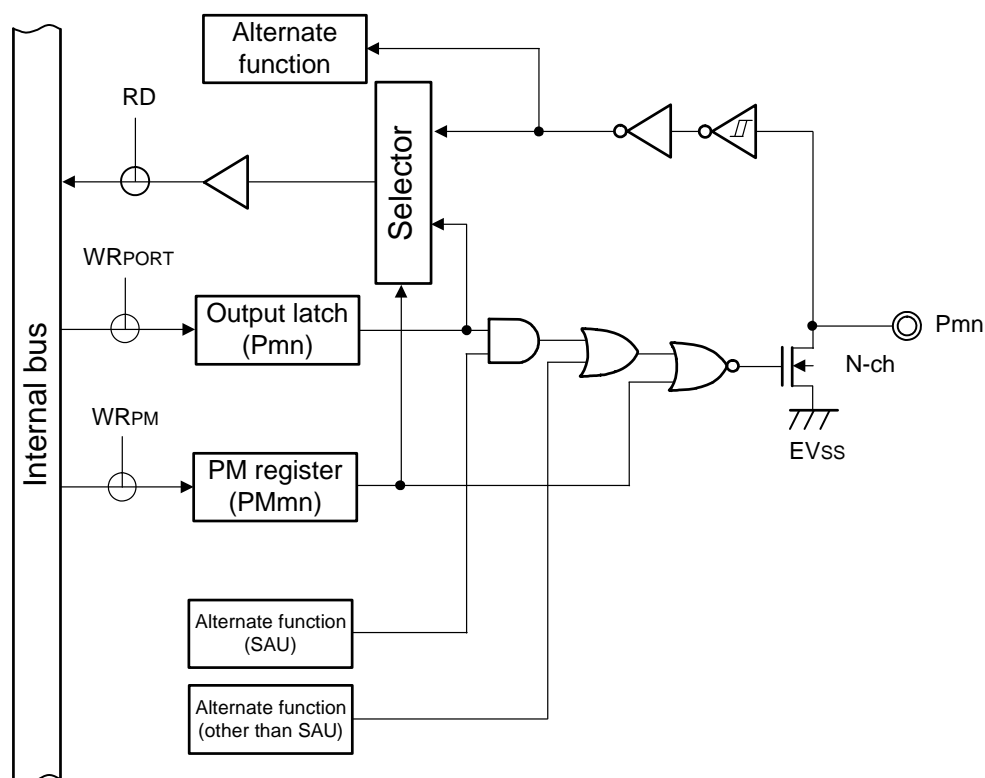 Alternate
function
RD
Selector
WRPORT
Output latch
(Pmn)
Pmn
N-ch
EVSS
Internal bus
WRPM
PM register
(PMmn)
Alternate function
(SAU)
Alternate function
(other than SAU)